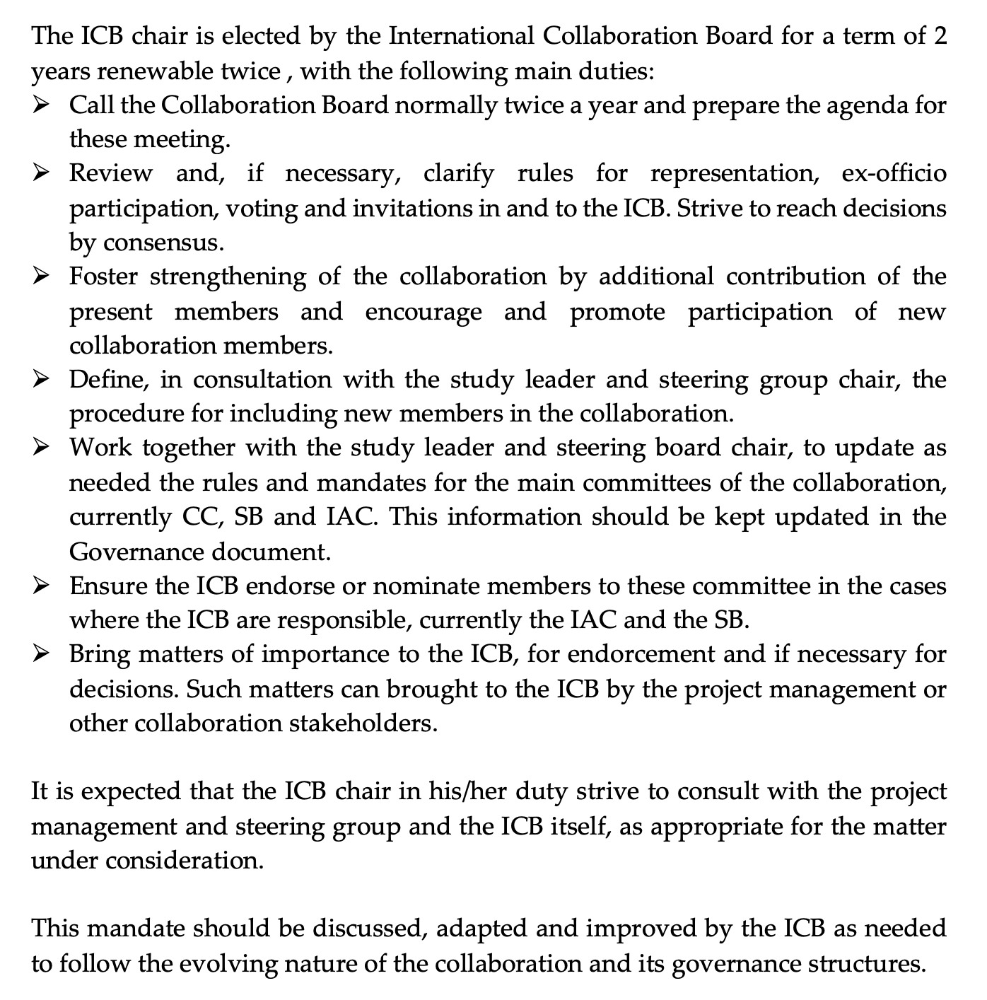 The ICB chair is elected by the International Collaboration Board for a term of 2
years renewable twice , with the following main duties:
➢ Call the Collaboration Board normally twice a year and prepare the agenda for
these meeting.
➢ Review and, if necessary, clarify rules for representation, ex-officio
participation, voting and invitations in and to the ICB. Strive to reach decisions
by consensus.
➢ Foster strengthening of the collaboration by additional contribution of the
present members and encourage and promote participation of new
collaboration members.
➢ Define, in consultation with the study leader and steering group chair, the
procedure for including new members in the collaboration.
➢ Work together with the study leader and steering board chair, to update as
needed the rules and mandates for the main committees of the collaboration,
currently CC, SB and IAC. This information should be kept updated in the
Governance document.
➢ Ensure the ICB endorse or nominate members to these committee in the cases
where the ICB are responsible, currently the IAC and the SB.
➢ Bring matters of importance to the ICB, for endorcement and if necessary for
decisions. Such matters can brought to the ICB by the project management or
other collaboration stakeholders.
It is expected that the ICB chair in his/her duty strive to consult with the project
management and steering group and the ICB itself, as appropriate for the matter
under consideration.
This mandate should be discussed, adapted and improved by the ICB as needed
to follow the evolving nature of the collaboration and its governance structures.